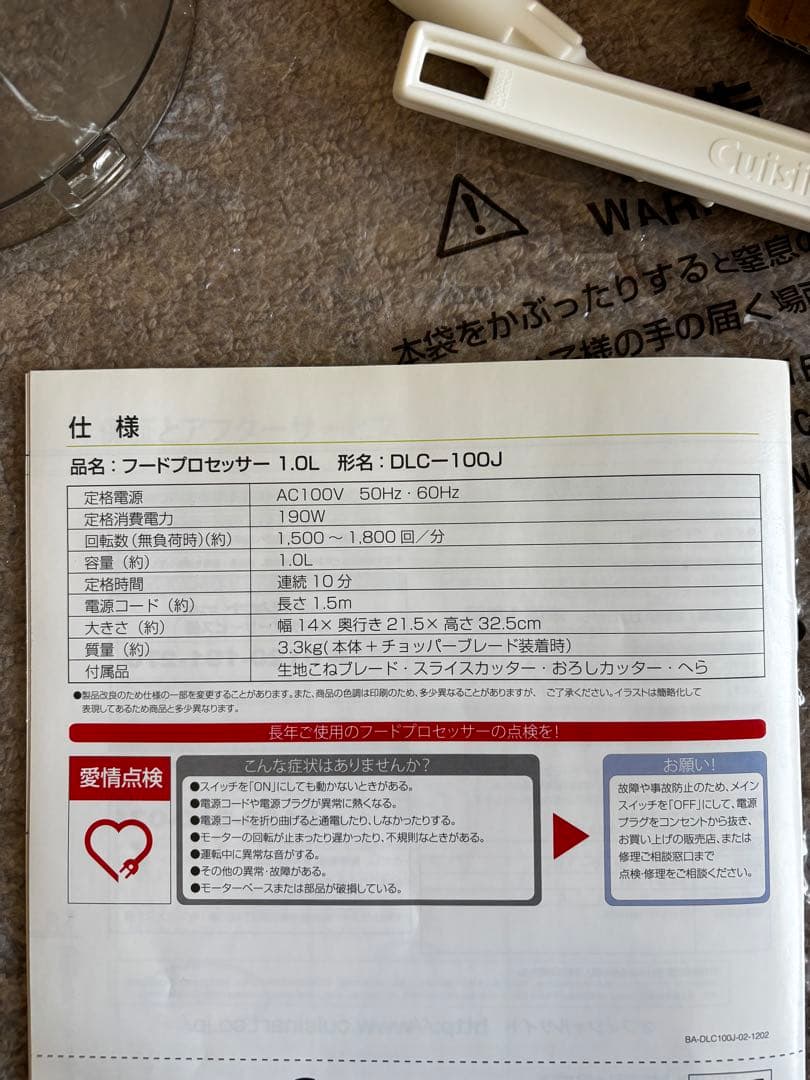 Cuisi
WAR
本袋をかぶったりすると窒息の
様の手の届く場
仕 様
品名：フードプロセッサー 1.0L 形名：DLC－100J
定格電源 AC100V 50Hz・60Hz
定格消費電力 190W
回転数（無負荷時）（約） 1,500 ～ 1,800 回／分
容量（約） 1.0L
定格時間 連続 10 分
電源コード（約） 長さ 1.5m
大きさ（約） 幅 14× 奥行き 21.5× 高さ 32.5cm
質量（約） 3.3kg(本体＋チョッパーブレード装着時)
付属品 生地こねブレード・スライスカッター・おろしカッター・へら
●製品改良のため仕様の一部を変更することがあります。また、商品の色調は印刷のため、多少異なることがありますが、 ご了承ください。イラストは簡略化して
表現してあるため商品と多少異なります。
長年ご使用のフードプロセッサーの点検を!
愛情点検
こんな症状はありませんか？
●スイッチを「ON」にしても動かないときがある。
●電源コードや電源プラグが異常に熱くなる。
●電源コードを折り曲げると通電したり、しなかったりする。
●モーターの回転が止まったり遅かったり、不規則なときがある。
●運転中に異常な音がする。
●その他の異常・故障がある。
●モーターベースまたは部品が破損している。
お願い!
故障や事故防止のため、メイン
スイッチを「OFF」にして、電源
プラグをコンセントから抜き、
お買い上げの販売店、または
修理ご相談窓口まで
点検・修理をご相談ください。
BA-DLC100J-02-1202